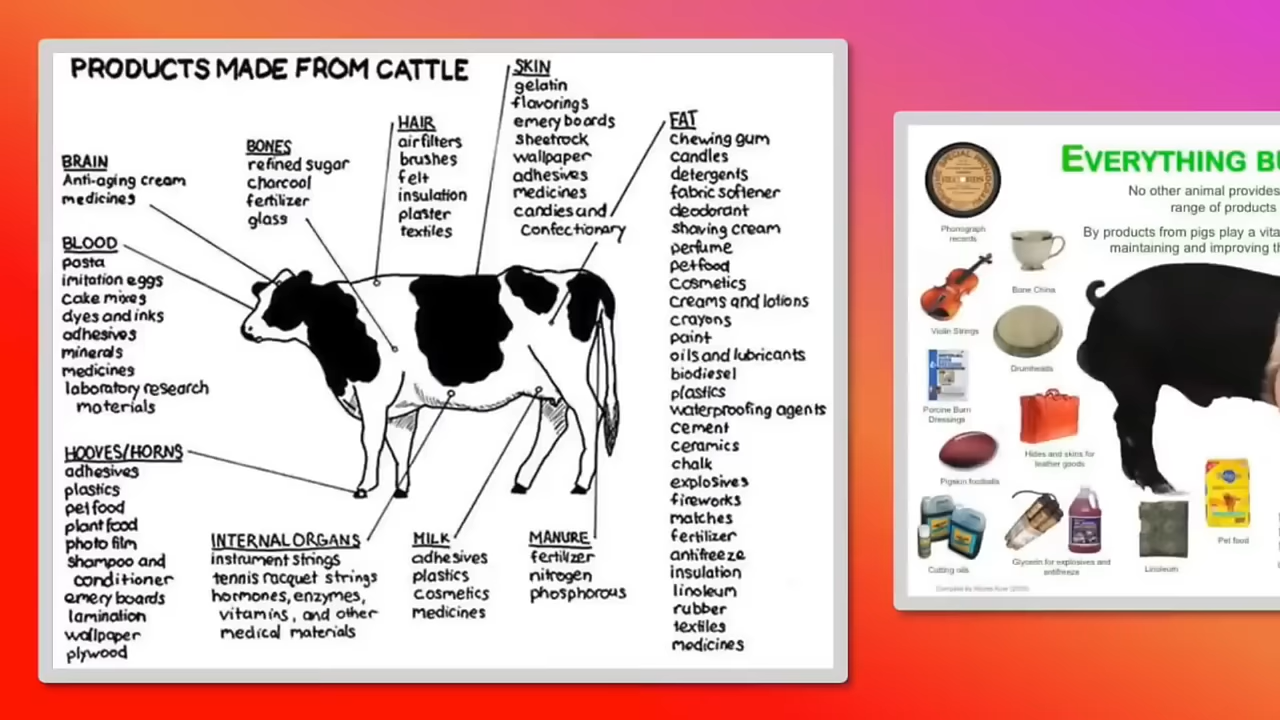 PRODUCTS MADE FROM CATTLE
BRAIN
Anti-aging cream
medicines
BLOOD
pasta
imitation eggs
cake mixes
dyes and inks
adhesives
minerals
medicines
laboratory research
materials
HOOVES/HORNS
adhesives
plastics
pet food
plant food
photo film
shampoo and
conditioner
emery boards
lamination
wallpaper
plywood
BONES
refined sugar
charcoal
fertilizer
glass
HAIR
air filters
brushes
felt
insulation
plaster
textiles
SKIN
gelatin
flavorings
emery boards
sheetrock
wallpaper
adhesives
medicines
candies and
confectionary
FAT
chewing gum
candles
detergents
fabric softener
deodorant
shaving cream
perfume
pet food
cosmetics
creams and lotions
crayons
paint
oils and lubricants
biodiesel
plastics
waterproofing agents
cement
ceramics
chalk
explosives
fireworks
matches
fertilizer
antifreeze
insulation
linoleum
rubber
textiles
medicines
INTERNAL ORGANS
instrument strings
tennis racquet strings
hormones, enzymes,
vitamins, and other
medical materials
MILK
adhesives
plastics
cosmetics
medicines
MANURE
fertilizer
nitrogen
phosphorous
EVERYTHING BU
No other animal provides
range of products
By products from pigs play a vita
maintaining and improving th
Phonograph
records
Bone China
Violin Strings
Drumheads
Porcine Burn
Dressings
Hides and skins for
leather goods
Pigskin footballs
Cutting oils
Glycerin for explosives and
antifreeze
Linoleum
Pet food